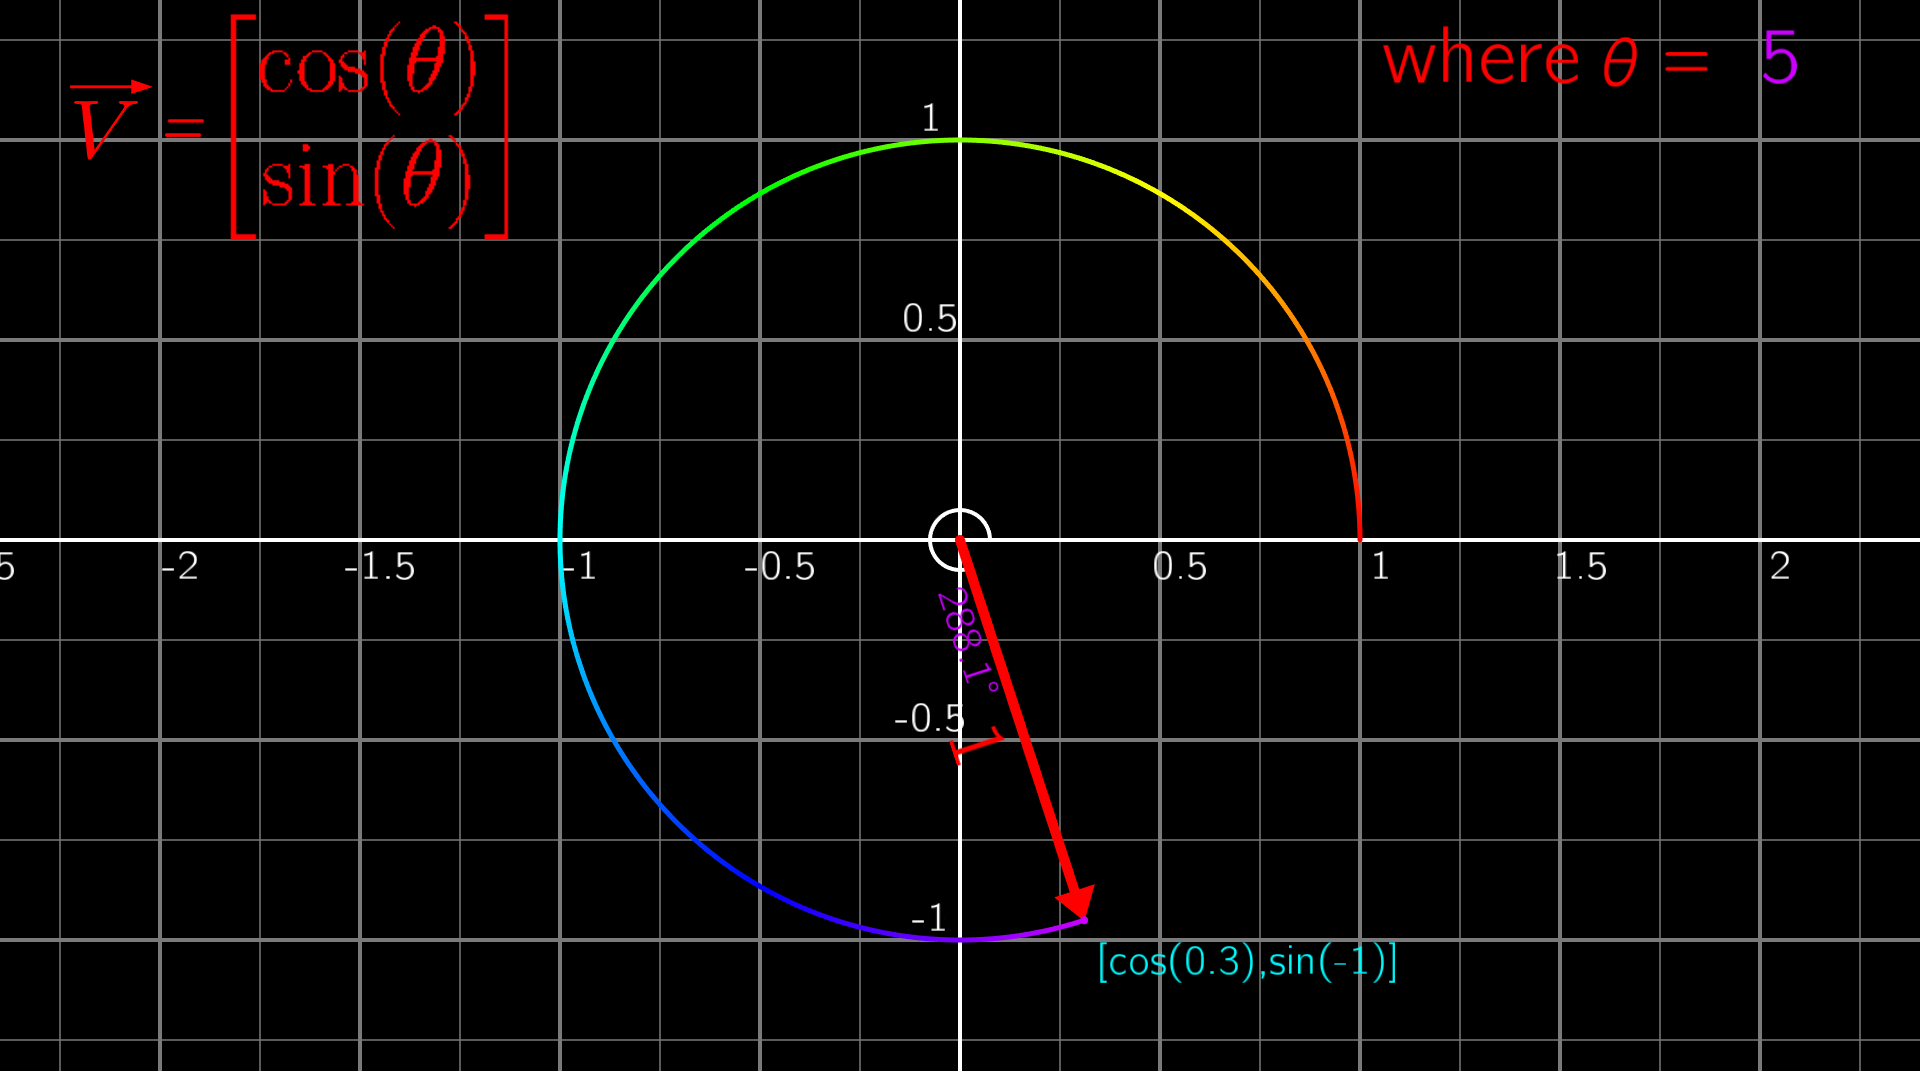 V = [cos(θ)
sin(θ)]
where θ = 5
1
0.5
5 -2 -1.5 -1 -0.5 0.5 1 1.5 2
288.1°
-0.5
1
-1
[cos(0.3),sin(-1)]